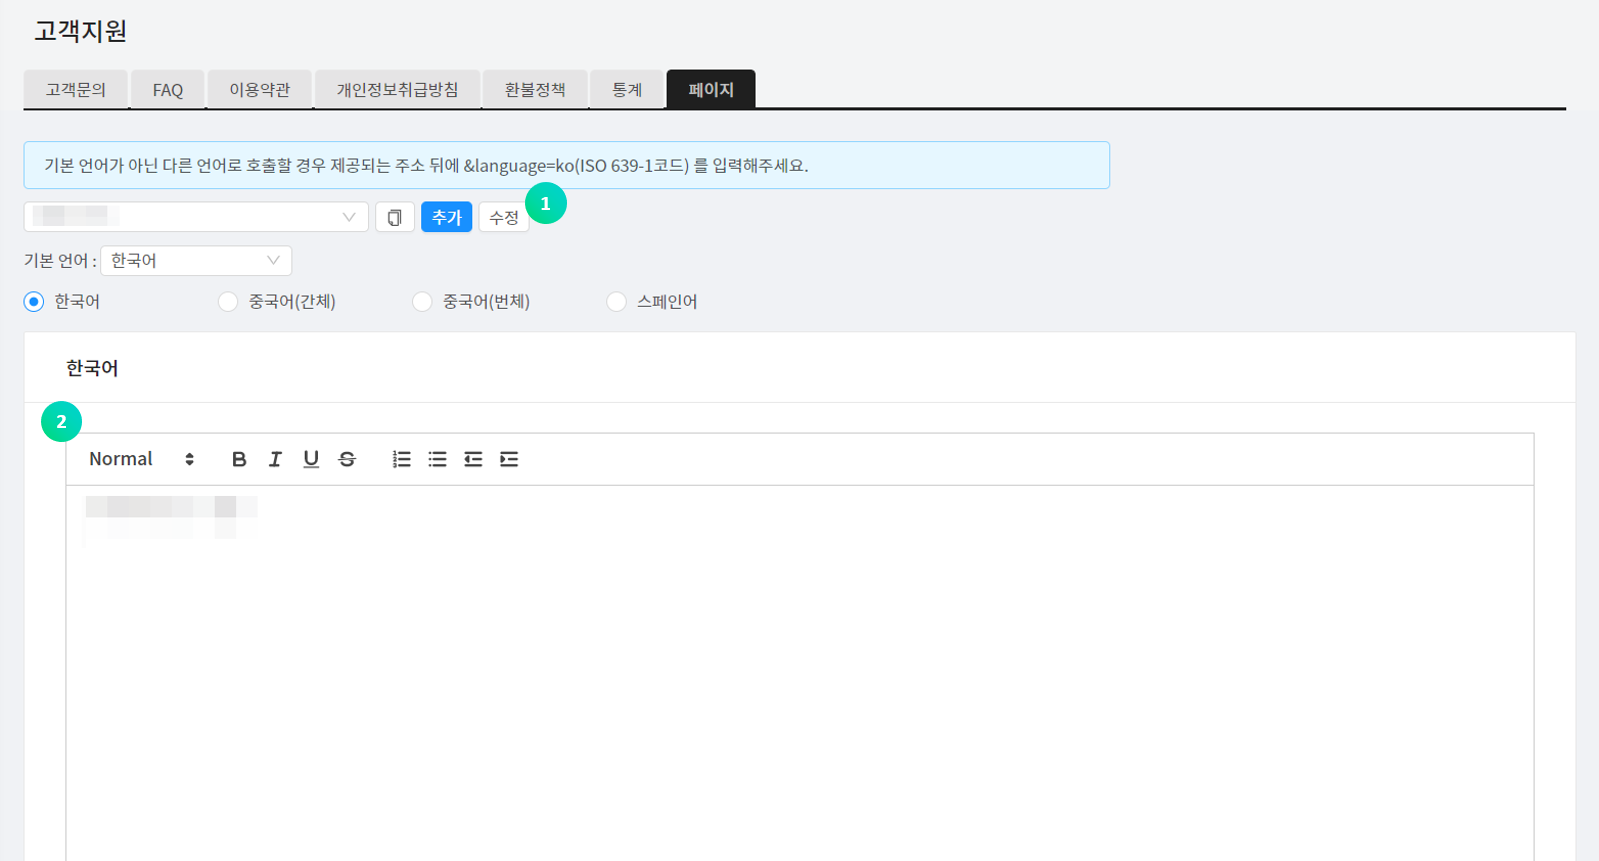 고객지원
고객문의 FAQ 이용약관 개인정보취급방침 환불정책 통계 페이지
기본 언어가 아닌 다른 언어로 호출할 경우 제공되는 주소 뒤에 &language=ko(ISO 639-1코드) 를 입력해주세요.
추가 수정 1
기본 언어 : 한국어
한국어 중국어(간체) 중국어(번체) 스페인어
한국어
2
Normal B I U S